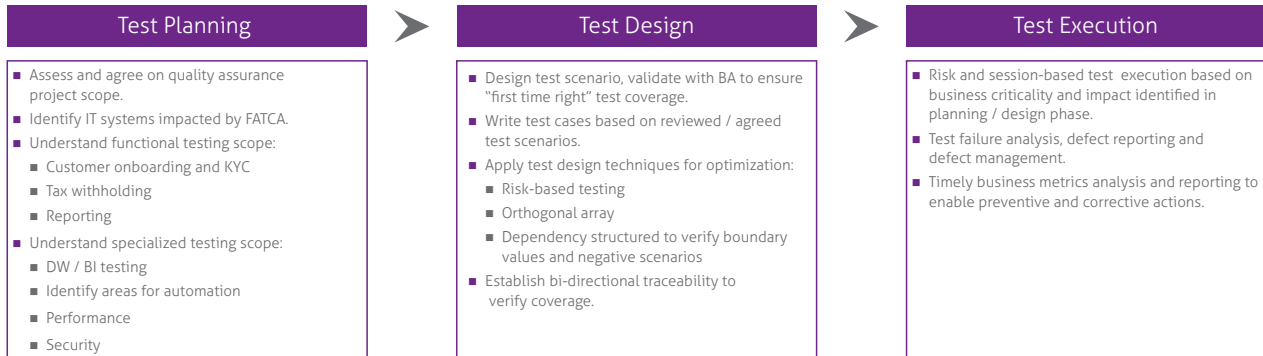 Test Planning
Assess and agree on quality assurance
project scope.
Identify IT systems impacted by FATCA.
Understand functional testing scope:
Customer onboarding and KYC
Tax withholding
Reporting
Understand specialized testing scope:
DW / BI testing
Identify areas for automation
Performance
Security
Test Design
Design test scenario, validate with BA to ensure
“first time right” test coverage.
Write test cases based on reviewed / agreed
test scenarios.
Apply test design techniques for optimization:
Risk-based testing
Orthogonal array
Dependency structured to verify boundary
values and negative scenarios
Establish bi-directional traceability to
verify coverage.
Test Execution
Risk and session-based test execution based on
business criticality and impact identified in
planning / design phase.
Test failure analysis, defect reporting and
defect management.
Timely business metrics analysis and reporting to
enable preventive and corrective actions.